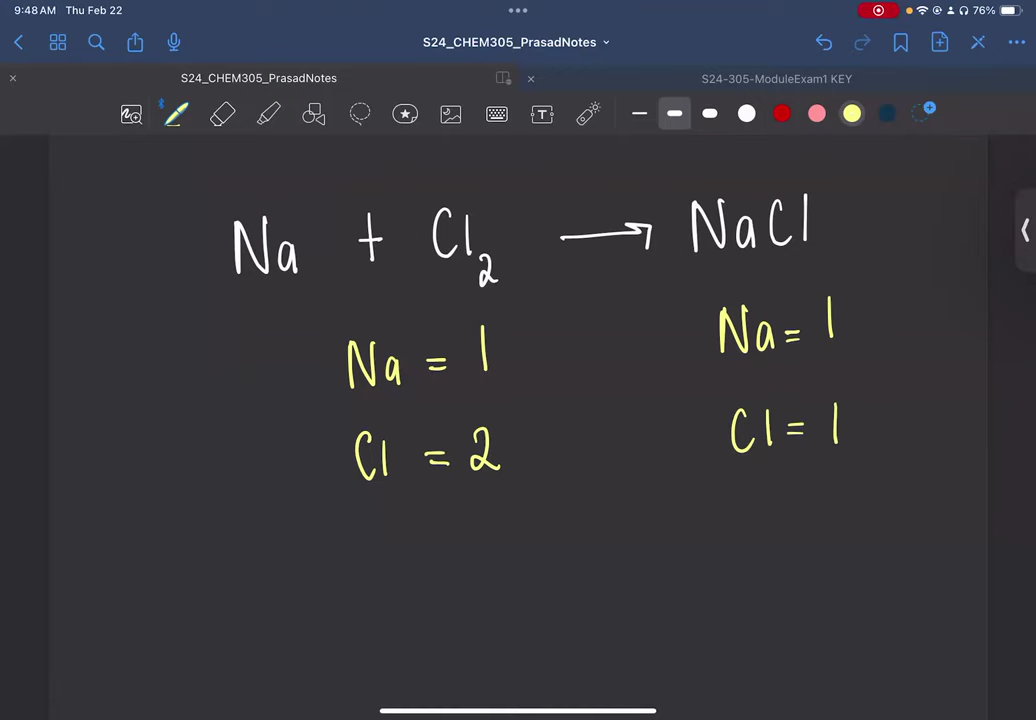 9:48 AM Thu Feb 22
76%
S24_CHEM305_PrasadNotes
S24_CHEM305_PrasadNotes
S24-305-ModuleExam1 KEY
Na + Cl₂ → NaCl
Na = 1
Na = 1
Cl = 2
Cl = 1